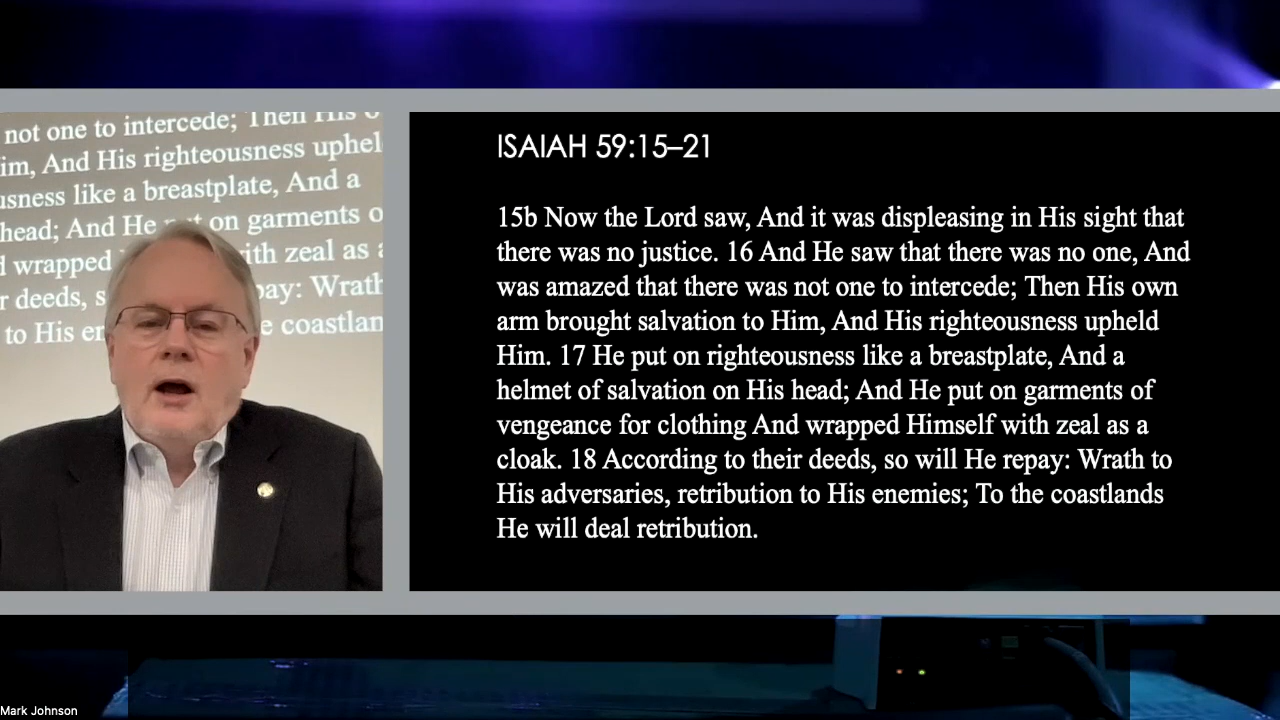 not one to intercede; Then His o
im, And His righteousness uphel
usness like a breastplate, And a
head; And He put on garments o
d wrapped with zeal as a
r deeds, s pay: Wrath
to His en e coastlan
ISAIAH 59:15–21
15b Now the Lord saw, And it was displeasing in His sight that
there was no justice. 16 And He saw that there was no one, And
was amazed that there was not one to intercede; Then His own
arm brought salvation to Him, And His righteousness upheld
Him. 17 He put on righteousness like a breastplate, And a
helmet of salvation on His head; And He put on garments of
vengeance for clothing And wrapped Himself with zeal as a
cloak. 18 According to their deeds, so will He repay: Wrath to
His adversaries, retribution to His enemies; To the coastlands
He will deal retribution.
Mark Johnson